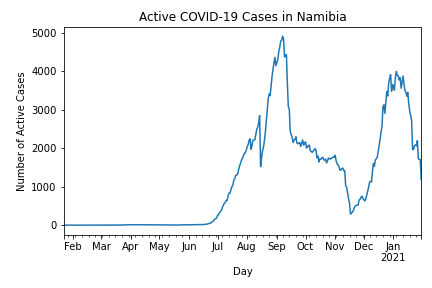 Active COVID-19 Cases in Namibia
Number of Active Cases
5000
4000
3000
2000
1000
0
Feb Mar Apr May Jun Jul Aug Sep Oct Nov Dec Jan
2021
Day